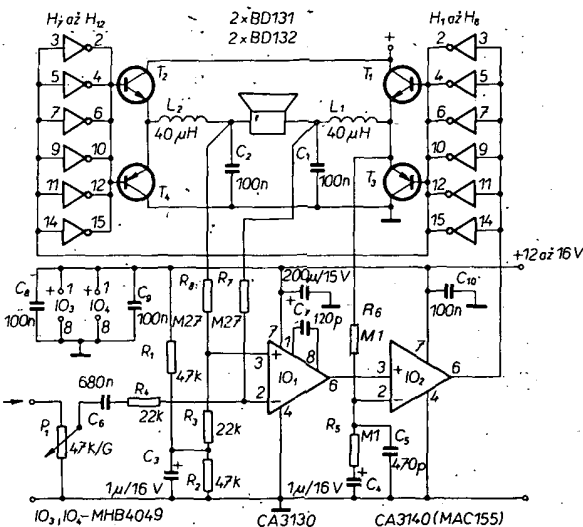 H7 až H12
2×BD131
2×BD132
H1 až H6
3 2
5 4
7 6
9 10
11 12
14 15
T2
T1
+
L2
40µH
L1
40µH
C2
100n
C1
100n
T4
T3
2 3
4 5
6 7
10 9
12 11
15 14
+12 až 16V
C8
100n
+ 1
IO3
8
+ 1
IO4
8
C9
100n
R1
47k
R8
M27
R7
M27
200µ/15V
+
C7
120p
R6
M1
C10
100n
7
1
8
3
2
IO1
6
4
7
3
2
IO2
6
4
680n
C6
R4
22k
P1
47k/G
R3
22k
C3
+
R2
47k
1µ/16V
R5
M1
C5
470p
1µ/16V
+
C4
IO3, IO4-MHB4049
CA3130
CA3140 (MAC155)